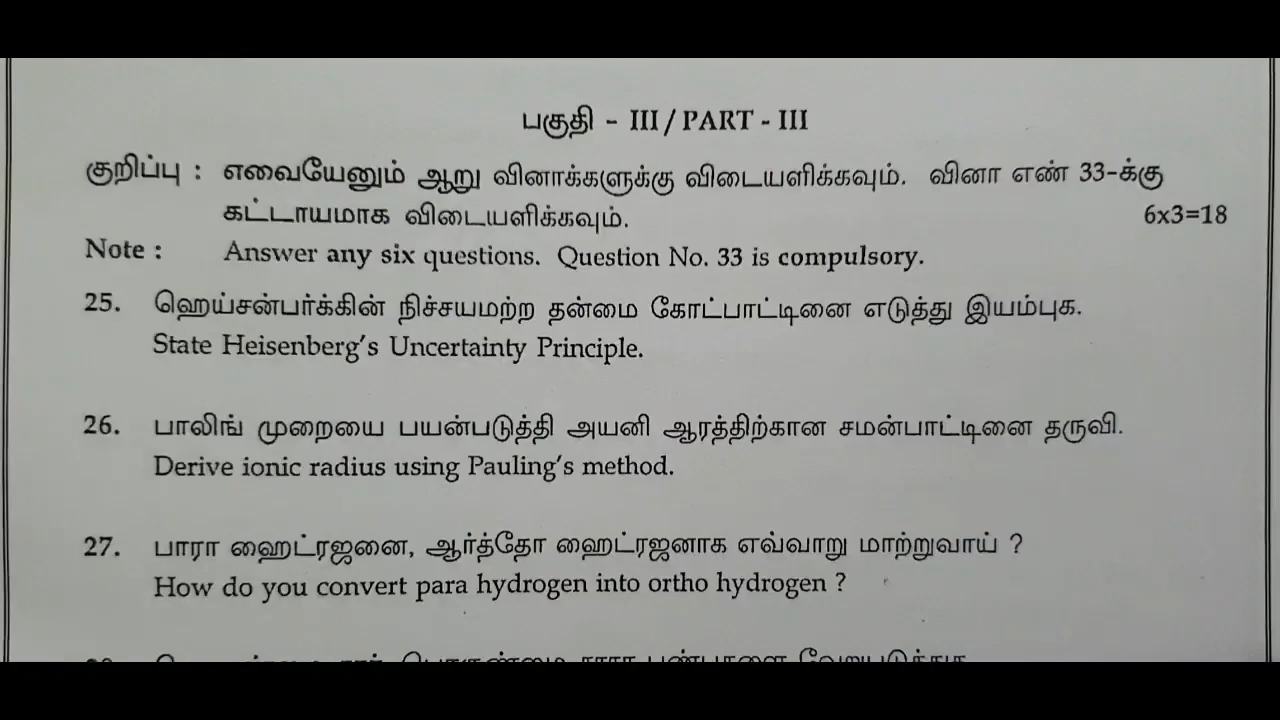 பகுதி - III / PART - III
குறிப்பு : எவையேனும் ஆறு வினாக்களுக்கு விடையளிக்கவும். வினா எண் 33-க்கு
கட்டாயமாக விடையளிக்கவும். 6x3=18
Note : Answer any six questions. Question No. 33 is compulsory.
25. ஹெய்சன்பர்க்கின் நிச்சயமற்ற தன்மை கோட்பாட்டினை எடுத்து இயம்புக.
State Heisenberg's Uncertainty Principle.
26. பாலிங் முறையை பயன்படுத்தி அயனி ஆரத்திற்கான சமன்பாட்டினை தருவி.
Derive ionic radius using Pauling's method.
27. பாரா ஹைட்ரஜனை, ஆர்த்தோ ஹைட்ரஜனாக எவ்வாறு மாற்றுவாய் ?
How do you convert para hydrogen into ortho hydrogen ?